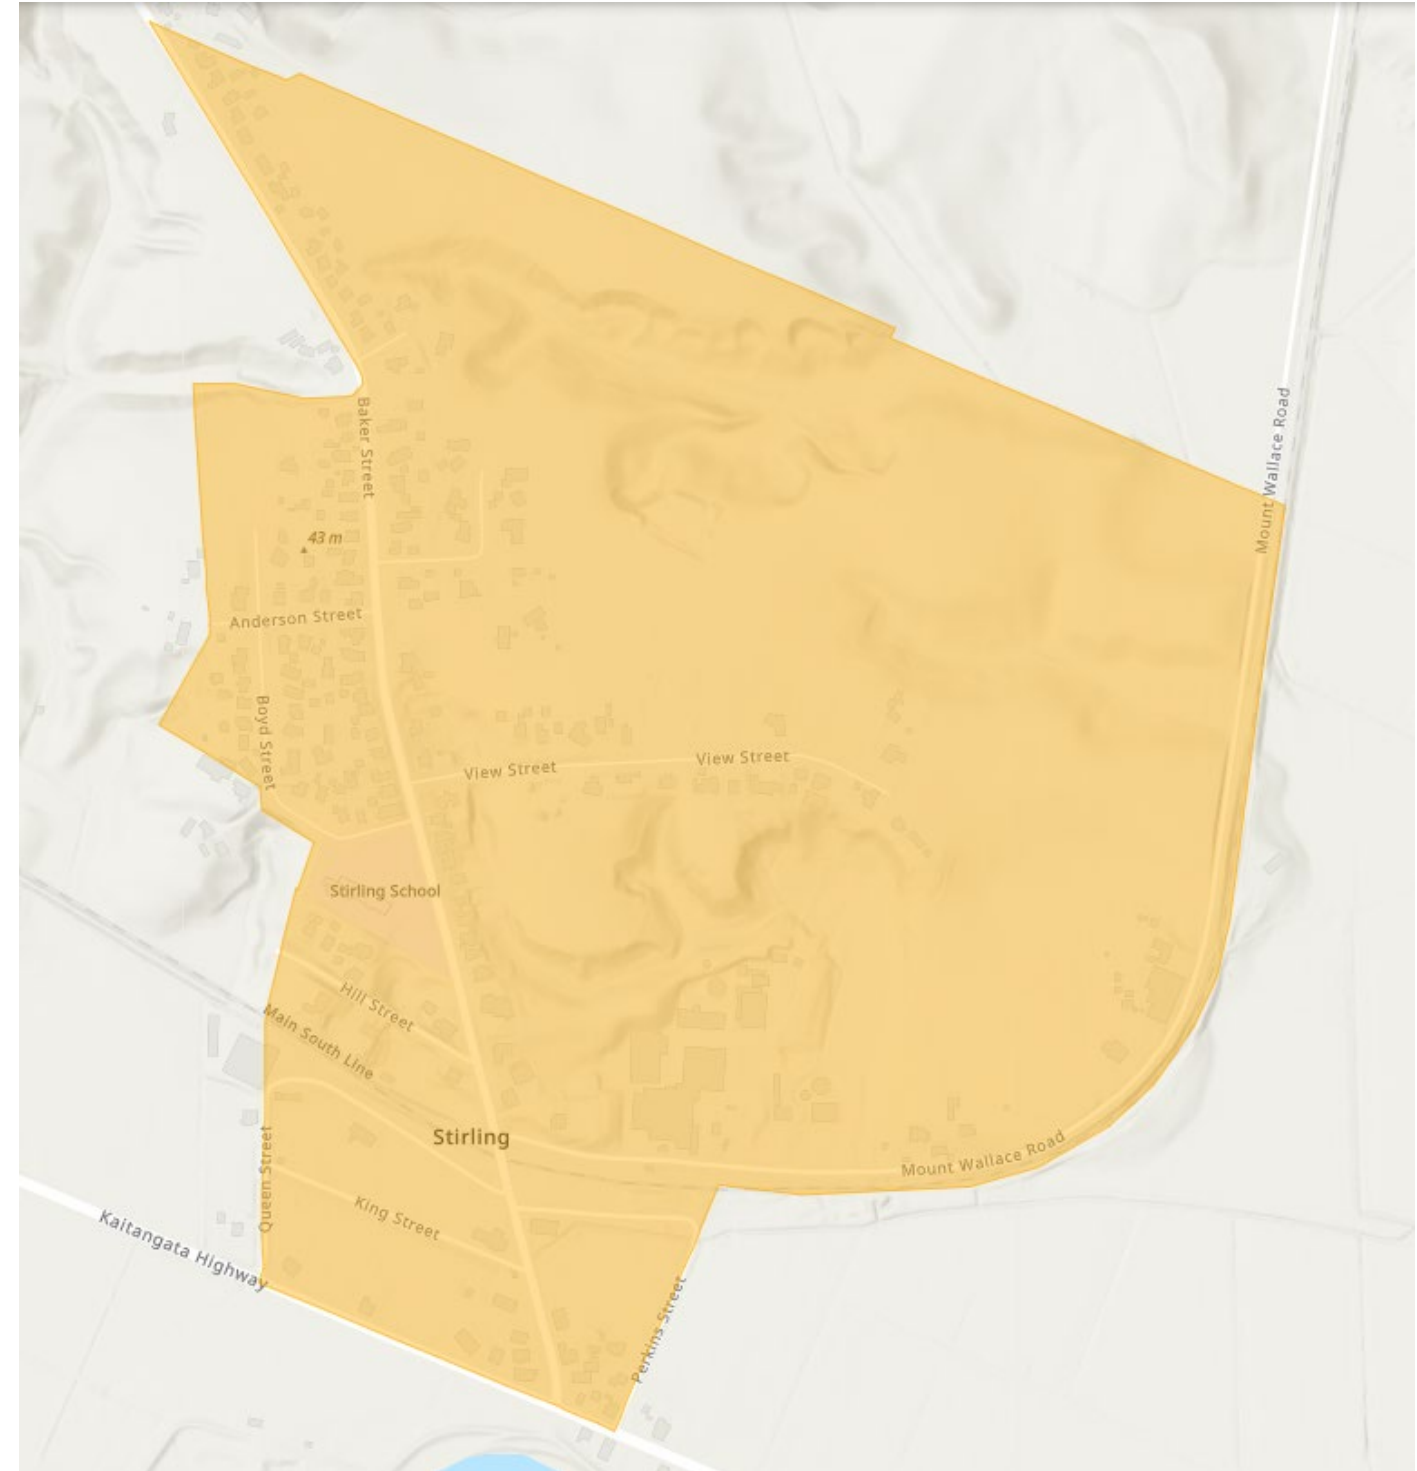 Mount Wallace Road
Baker Street
43 m
Anderson Street
Boyd Street
View Street
View Street
Stirling School
Hill Street
Main South Line
Stirling
Mount Wallace Road
Queen Street
King Street
Kaitangata Highway
Perkins Street